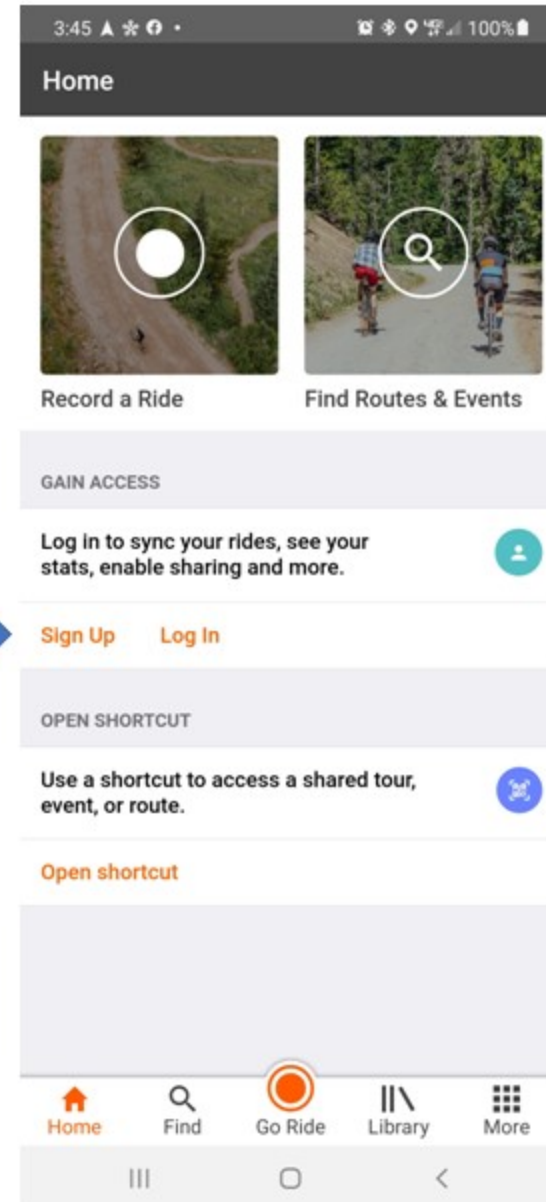 3:45 100%
Home
Record a Ride Find Routes & Events
GAIN ACCESS
Log in to sync your rides, see your
stats, enable sharing and more.
Sign Up Log In
OPEN SHORTCUT
Use a shortcut to access a shared tour,
event, or route.
Open shortcut
Home Find Go Ride Library More